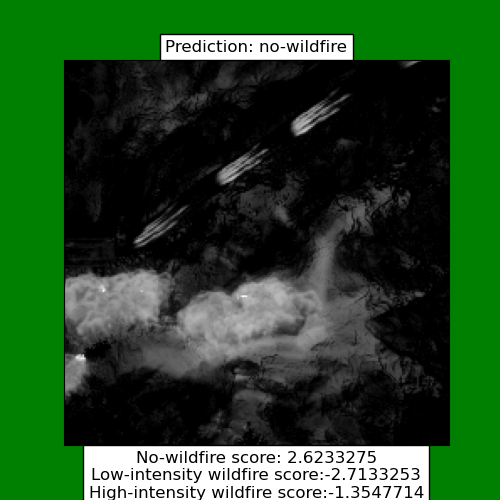 Prediction: no-wildfire
No-wildfire score: 2.6233275
Low-intensity wildfire score:-2.7133253
High-intensity wildfire score:-1.3547714